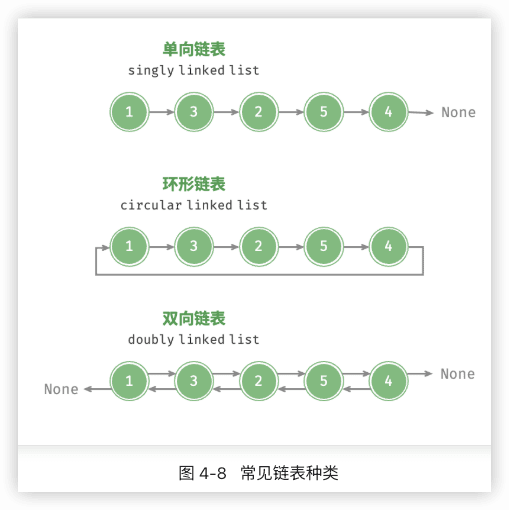 单向链表
singly linked list
1 3 2 5 4 None
环形链表
circular linked list
1 3 2 5 4
双向链表
doubly linked list
None 1 3 2 5 4 None
图 4-8 常见链表种类